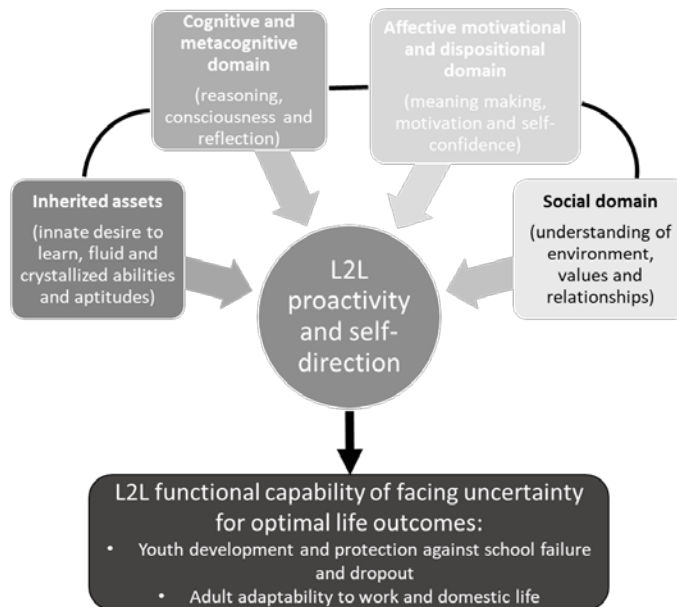 Cognitive and
metacognitive
domain
(reasoning,
consciousness and
reflection)
Affective motivational
and dispositional
domain
(meaning making,
motivation and self-
confidence)
Inherited assets
(innate desire to
learn, fluid and
crystallized abilities
and aptitudes)
Social domain
(understanding of
environment,
values and
relationships)
L2L
proactivity
and self-
direction
L2L functional capability of facing uncertainty
for optimal life outcomes:
• Youth development and protection against school failure
and dropout
• Adult adaptability to work and domestic life